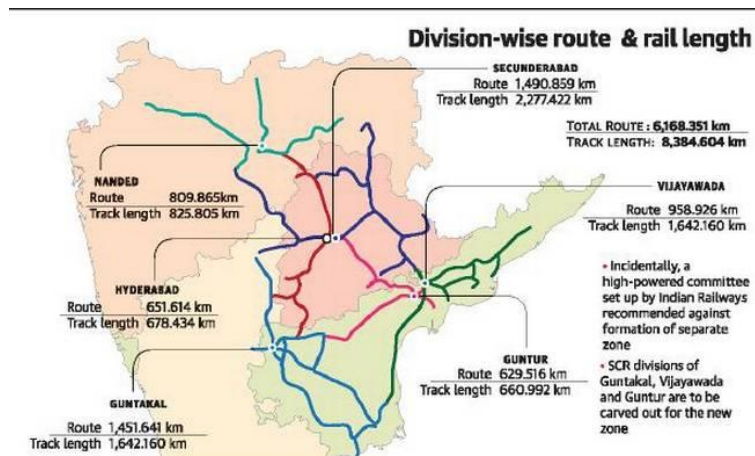 Division-wise route & rail length
SECUNDERABAD
Route 1,490.859 km
Track length 2,277.422 km
TOTAL ROUTE : 6,168.351 km
TRACK LENGTH: 8,384.604 km
NANDED
Route 809.865km
Track length 825.805 km
VIJAYAWADA
Route 958.926 km
Track length 1,642.160 km
HYDERABAD
Route 651.614 km
Track length 678.434 km
• Incidentally, a
high-powered committee
set up by Indian Railways
recommended against
formation of separate
zone
GUNTUR
Route 629.516 km
Track length 660.992 km
• SCR divisions of
Guntakal, Vijayawada
and Guntur are to be
carved out for the new
zone
GUNTAKAL
Route 1,451.641 km
Track length 1,642.160 km